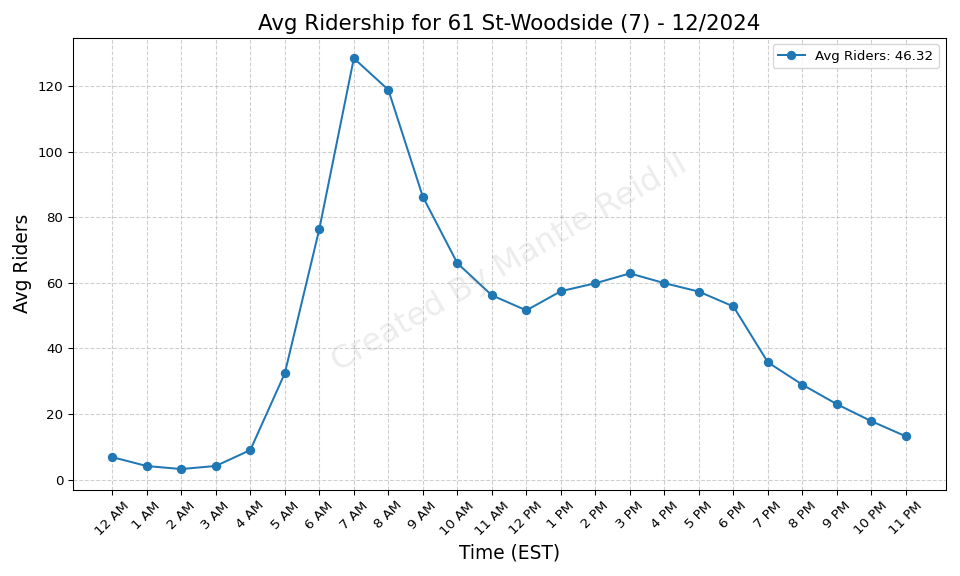 Avg Ridership for 61 St-Woodside (7) - 12/2024
Avg Riders: 46.32
Avg Riders
120
100
80
60
40
20
0
12 AM
1 AM
2 AM
3 AM
4 AM
5 AM
6 AM
7 AM
8 AM
9 AM
10 AM
11 AM
12 PM
1 PM
2 PM
3 PM
4 PM
5 PM
6 PM
7 PM
8 PM
9 PM
10 PM
11 PM
Time (EST)
Created By Mantie Reid II